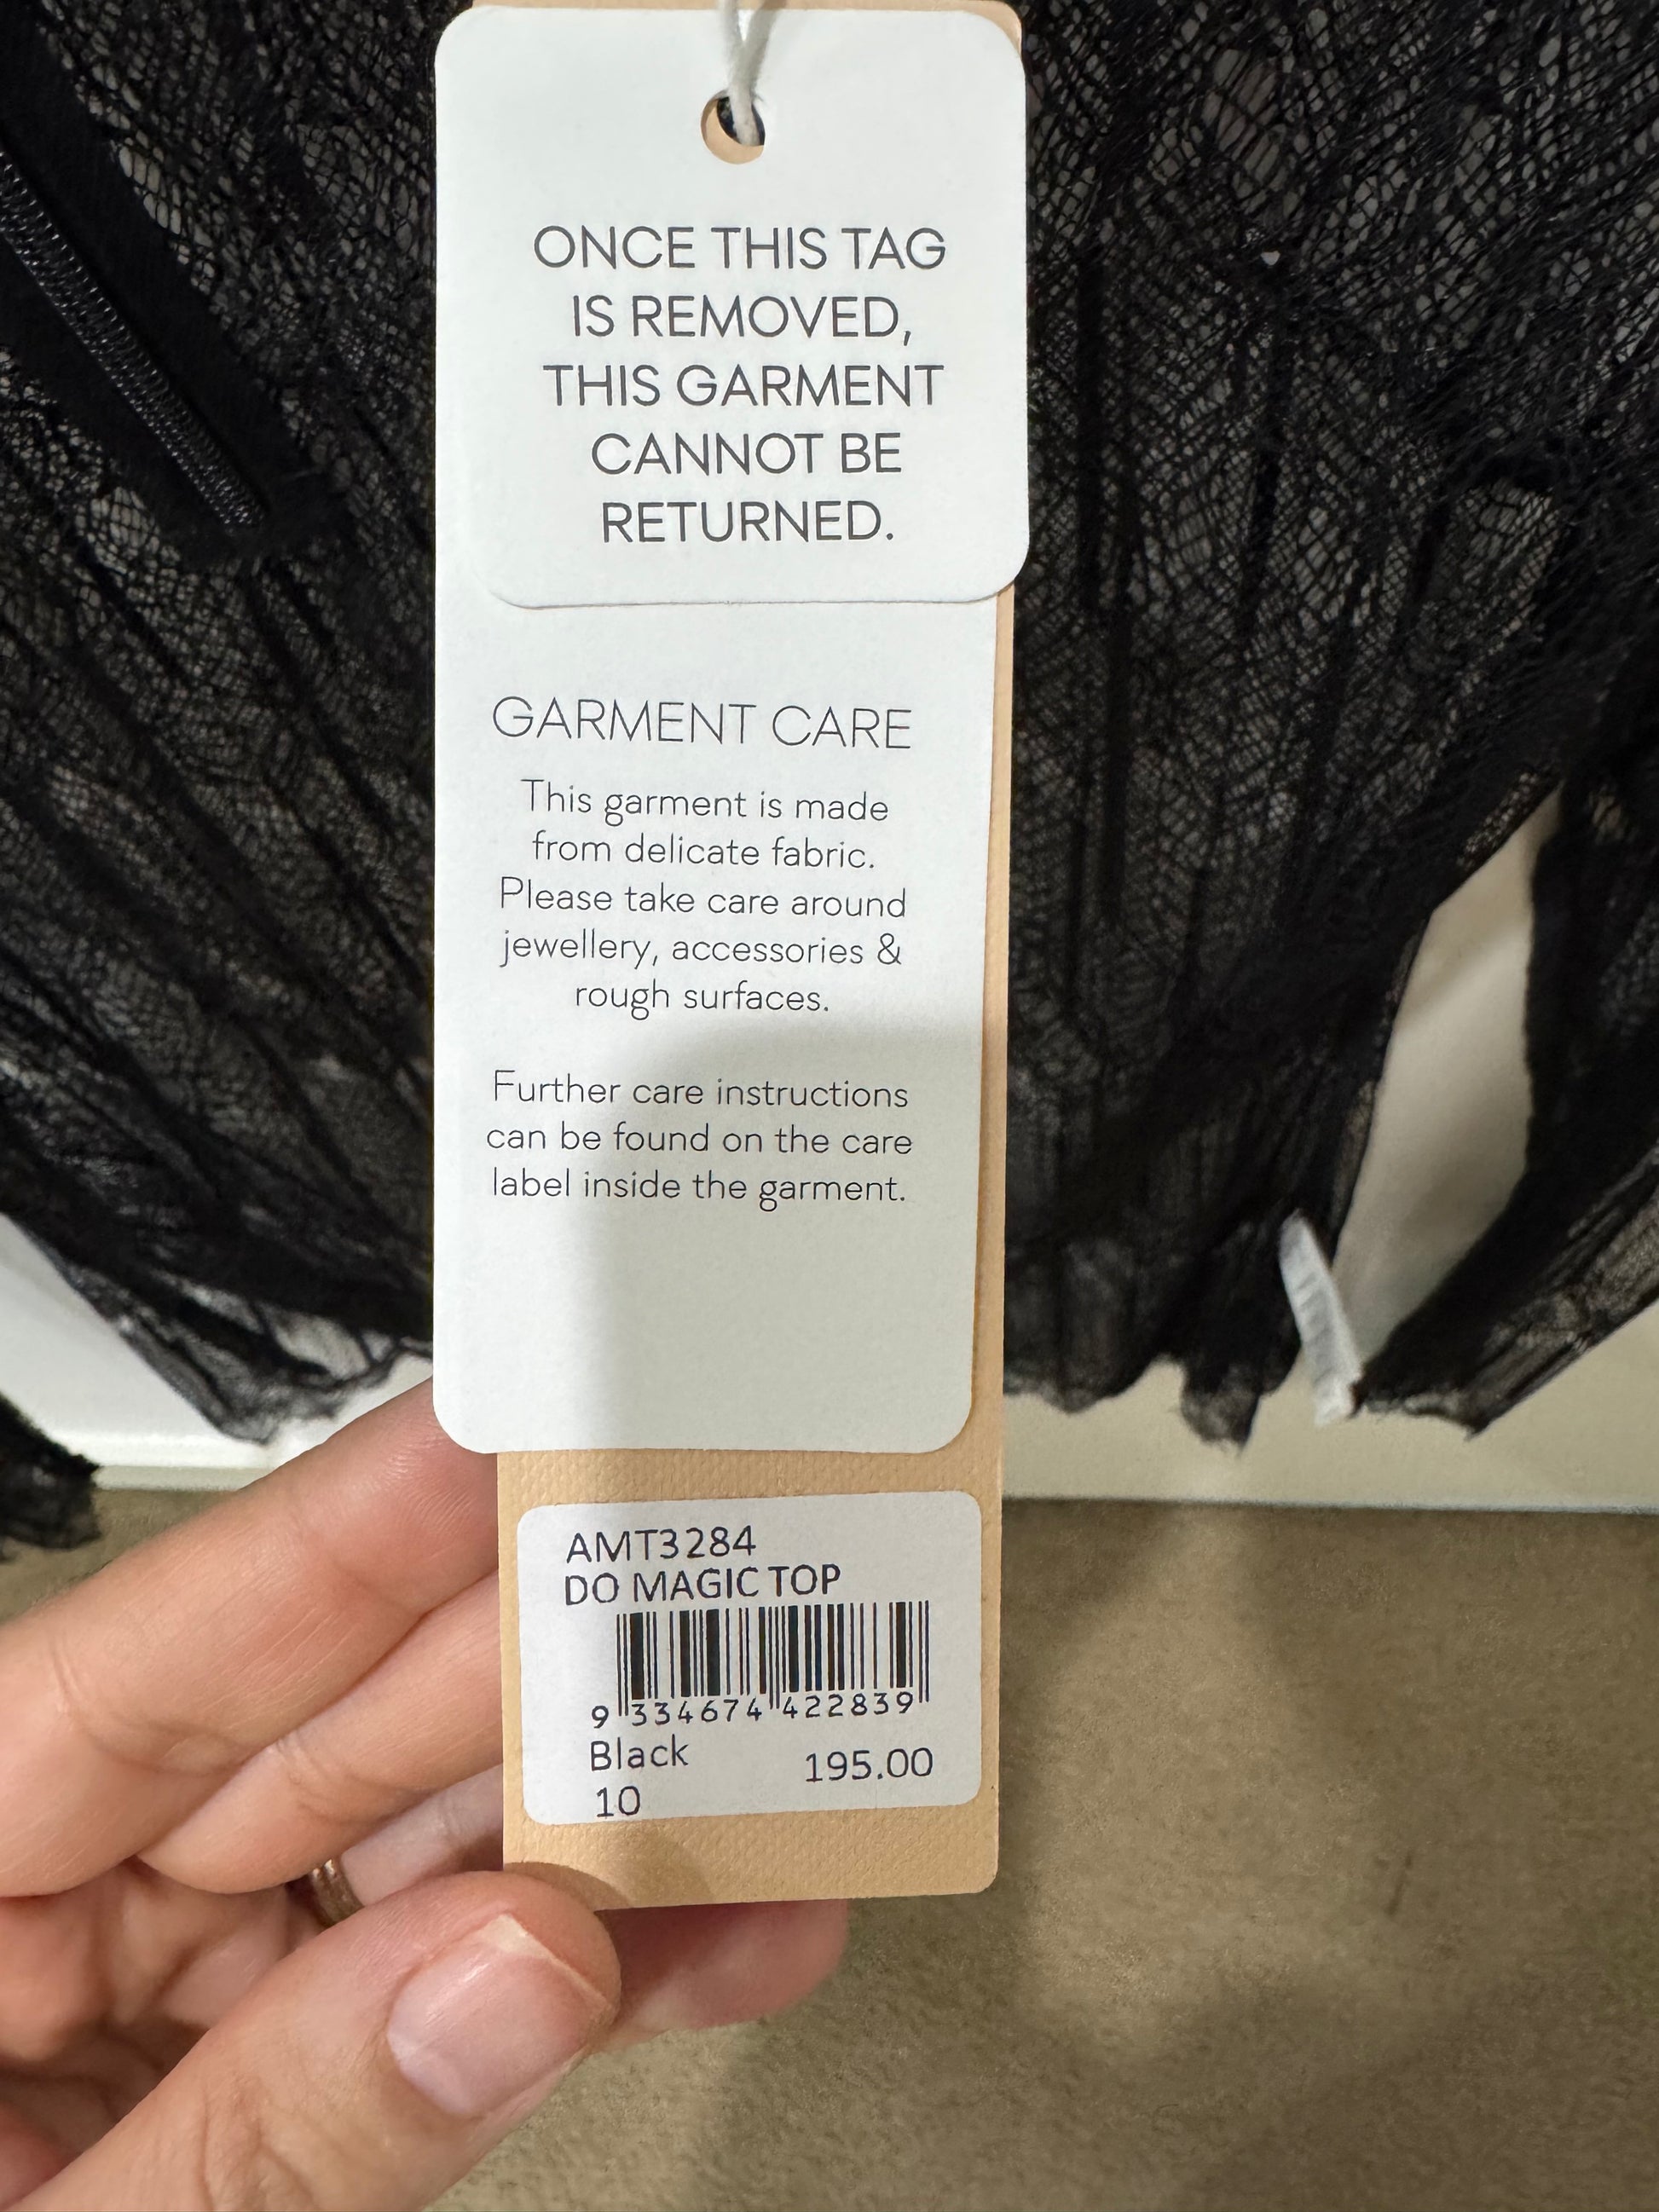 ONCE THIS TAG
IS REMOVED,
THIS GARMENT
CANNOT BE
RETURNED.
GARMENT CARE
This garment is made
from delicate fabric.
Please take care around
jewellery, accessories &
rough surfaces.
Further care instructions
can be found on the care
label inside the garment.
AMT3284
DO MAGIC TOP
9 334674 422839
Black 195.00
10